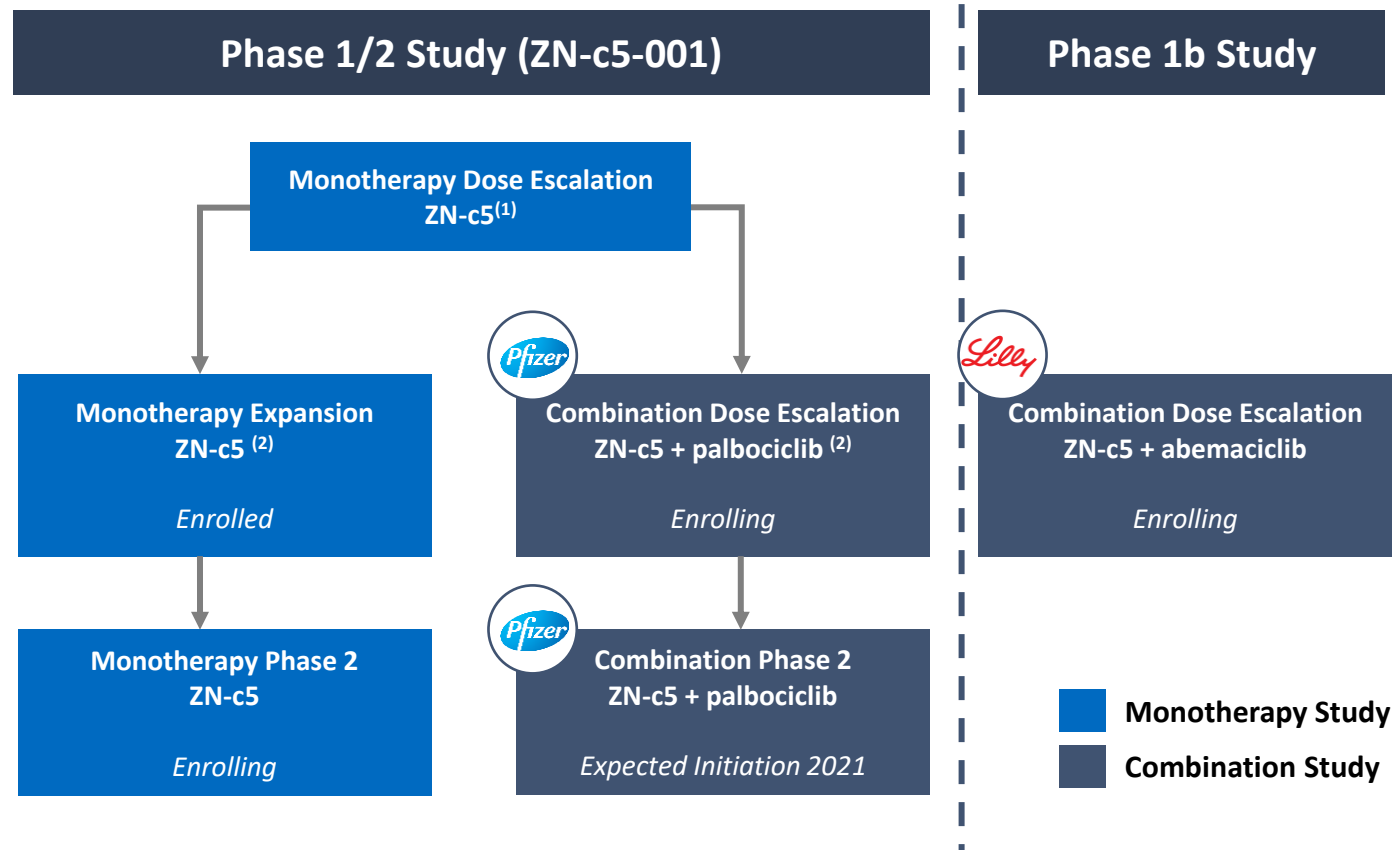 Phase 1/2 Study (ZN-c5-001)
Phase 1b Study
Monotherapy Dose Escalation
ZN-c5(1)
Pfizer
Lilly
Monotherapy Expansion
ZN-c5 (2)
Enrolled
Combination Dose Escalation
ZN-c5 + palbociclib (2)
Enrolling
Combination Dose Escalation
ZN-c5 + abemaciclib
Enrolling
Pfizer
Monotherapy Phase 2
ZN-c5
Enrolling
Combination Phase 2
ZN-c5 + palbociclib
Expected Initiation 2021
Monotherapy Study
Combination Study